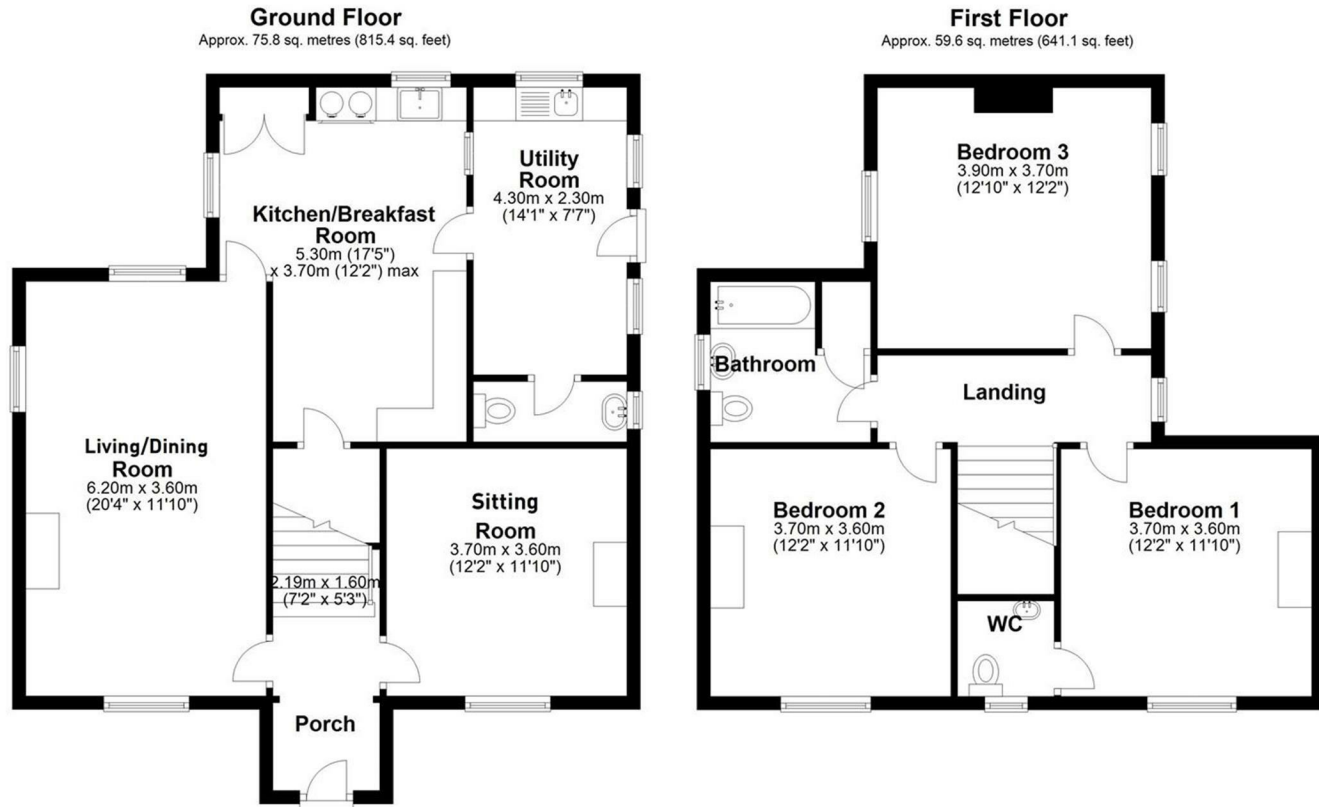 Ground Floor
Approx. 75.8 sq. metres (815.4 sq. feet)
Kitchen/Breakfast
Room
5.30m (17'5")
x 3.70m (12'2") max
Utility
Room
4.30m x 2.30m
(14'1" x 7'7")
Living/Dining
Room
6.20m x 3.60m
(20'4" x 11'10")
Sitting
Room
3.70m x 3.60m
(12'2" x 11'10")
2.19m x 1.60m
(7'2" x 5'3")
Porch
First Floor
Approx. 59.6 sq. metres (641.1 sq. feet)
Bedroom 3
3.90m x 3.70m
(12'10" x 12'2")
Bathroom
Landing
Bedroom 2
3.70m x 3.60m
(12'2" x 11'10")
Bedroom 1
3.70m x 3.60m
(12'2" x 11'10")
WC